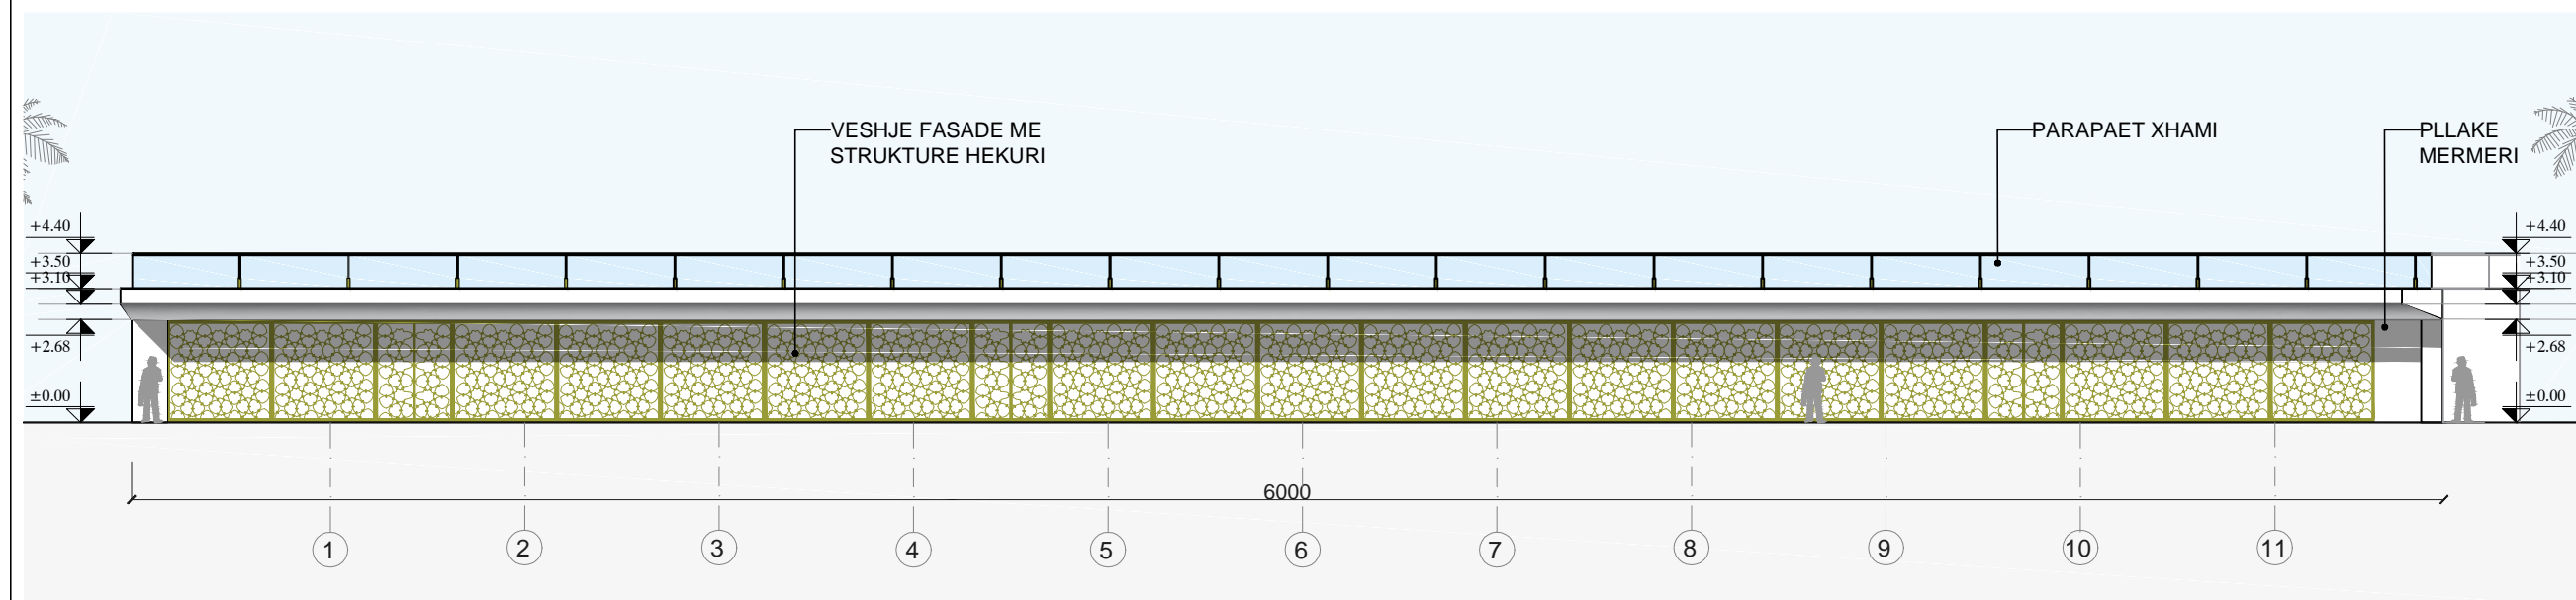 VESHJE FASADE ME
STRUKTURE HEKURI
PARAPAET XHAMI
PLLAKE
MERMERI
+4.40
+3.50
+3.10
+2.68
±0.00
+4.40
+3.50
+3.10
+2.68
±0.00
6000
1 2 3 4 5 6 7 8 9 10 11